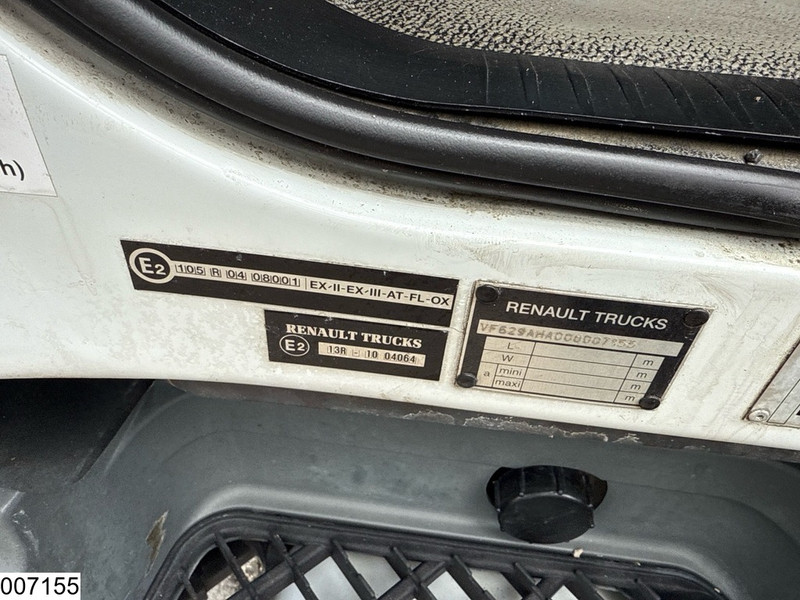 h)
E2 105 R 04 08001 EX-II-EX-III-AT-FL-OX
RENAULT TRUCKS
E2 13R - 10 04064
RENAULT TRUCKS
L
W m
a mini m
maxi m
007155